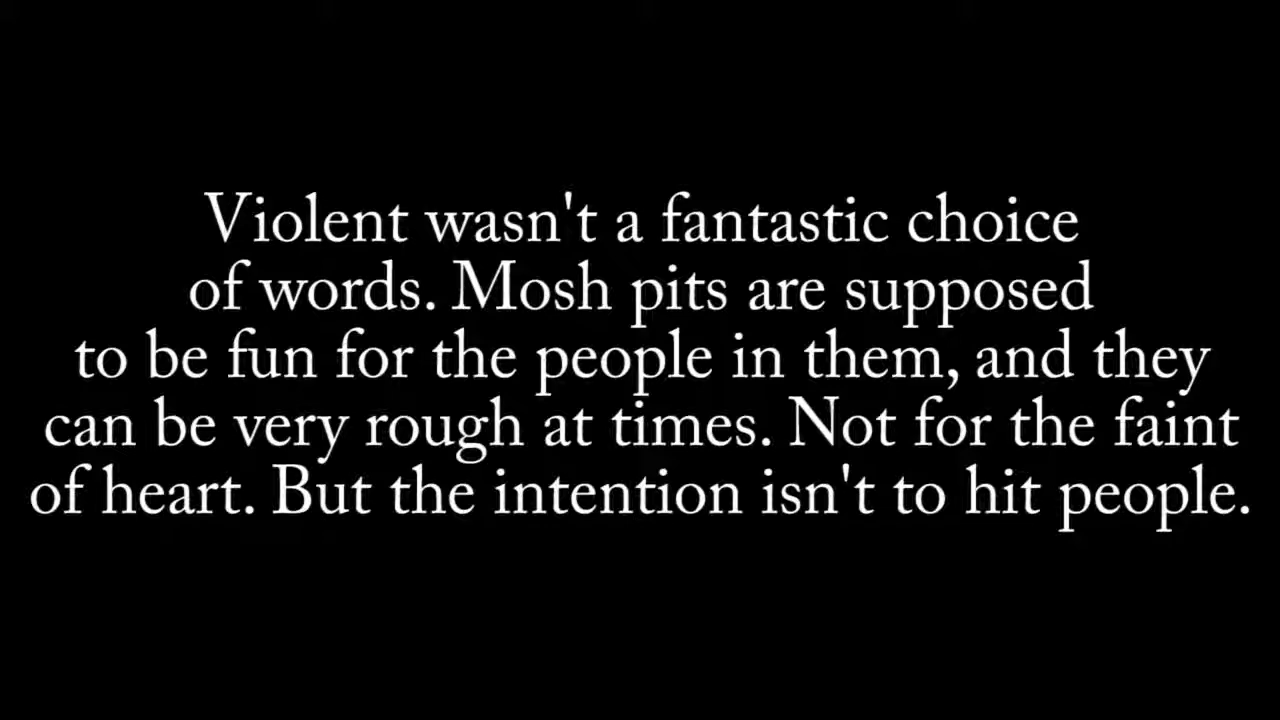 Violent wasn't a fantastic choice
of words. Mosh pits are supposed
to be fun for the people in them, and they
can be very rough at times. Not for the faint
of heart. But the intention isn't to hit people.